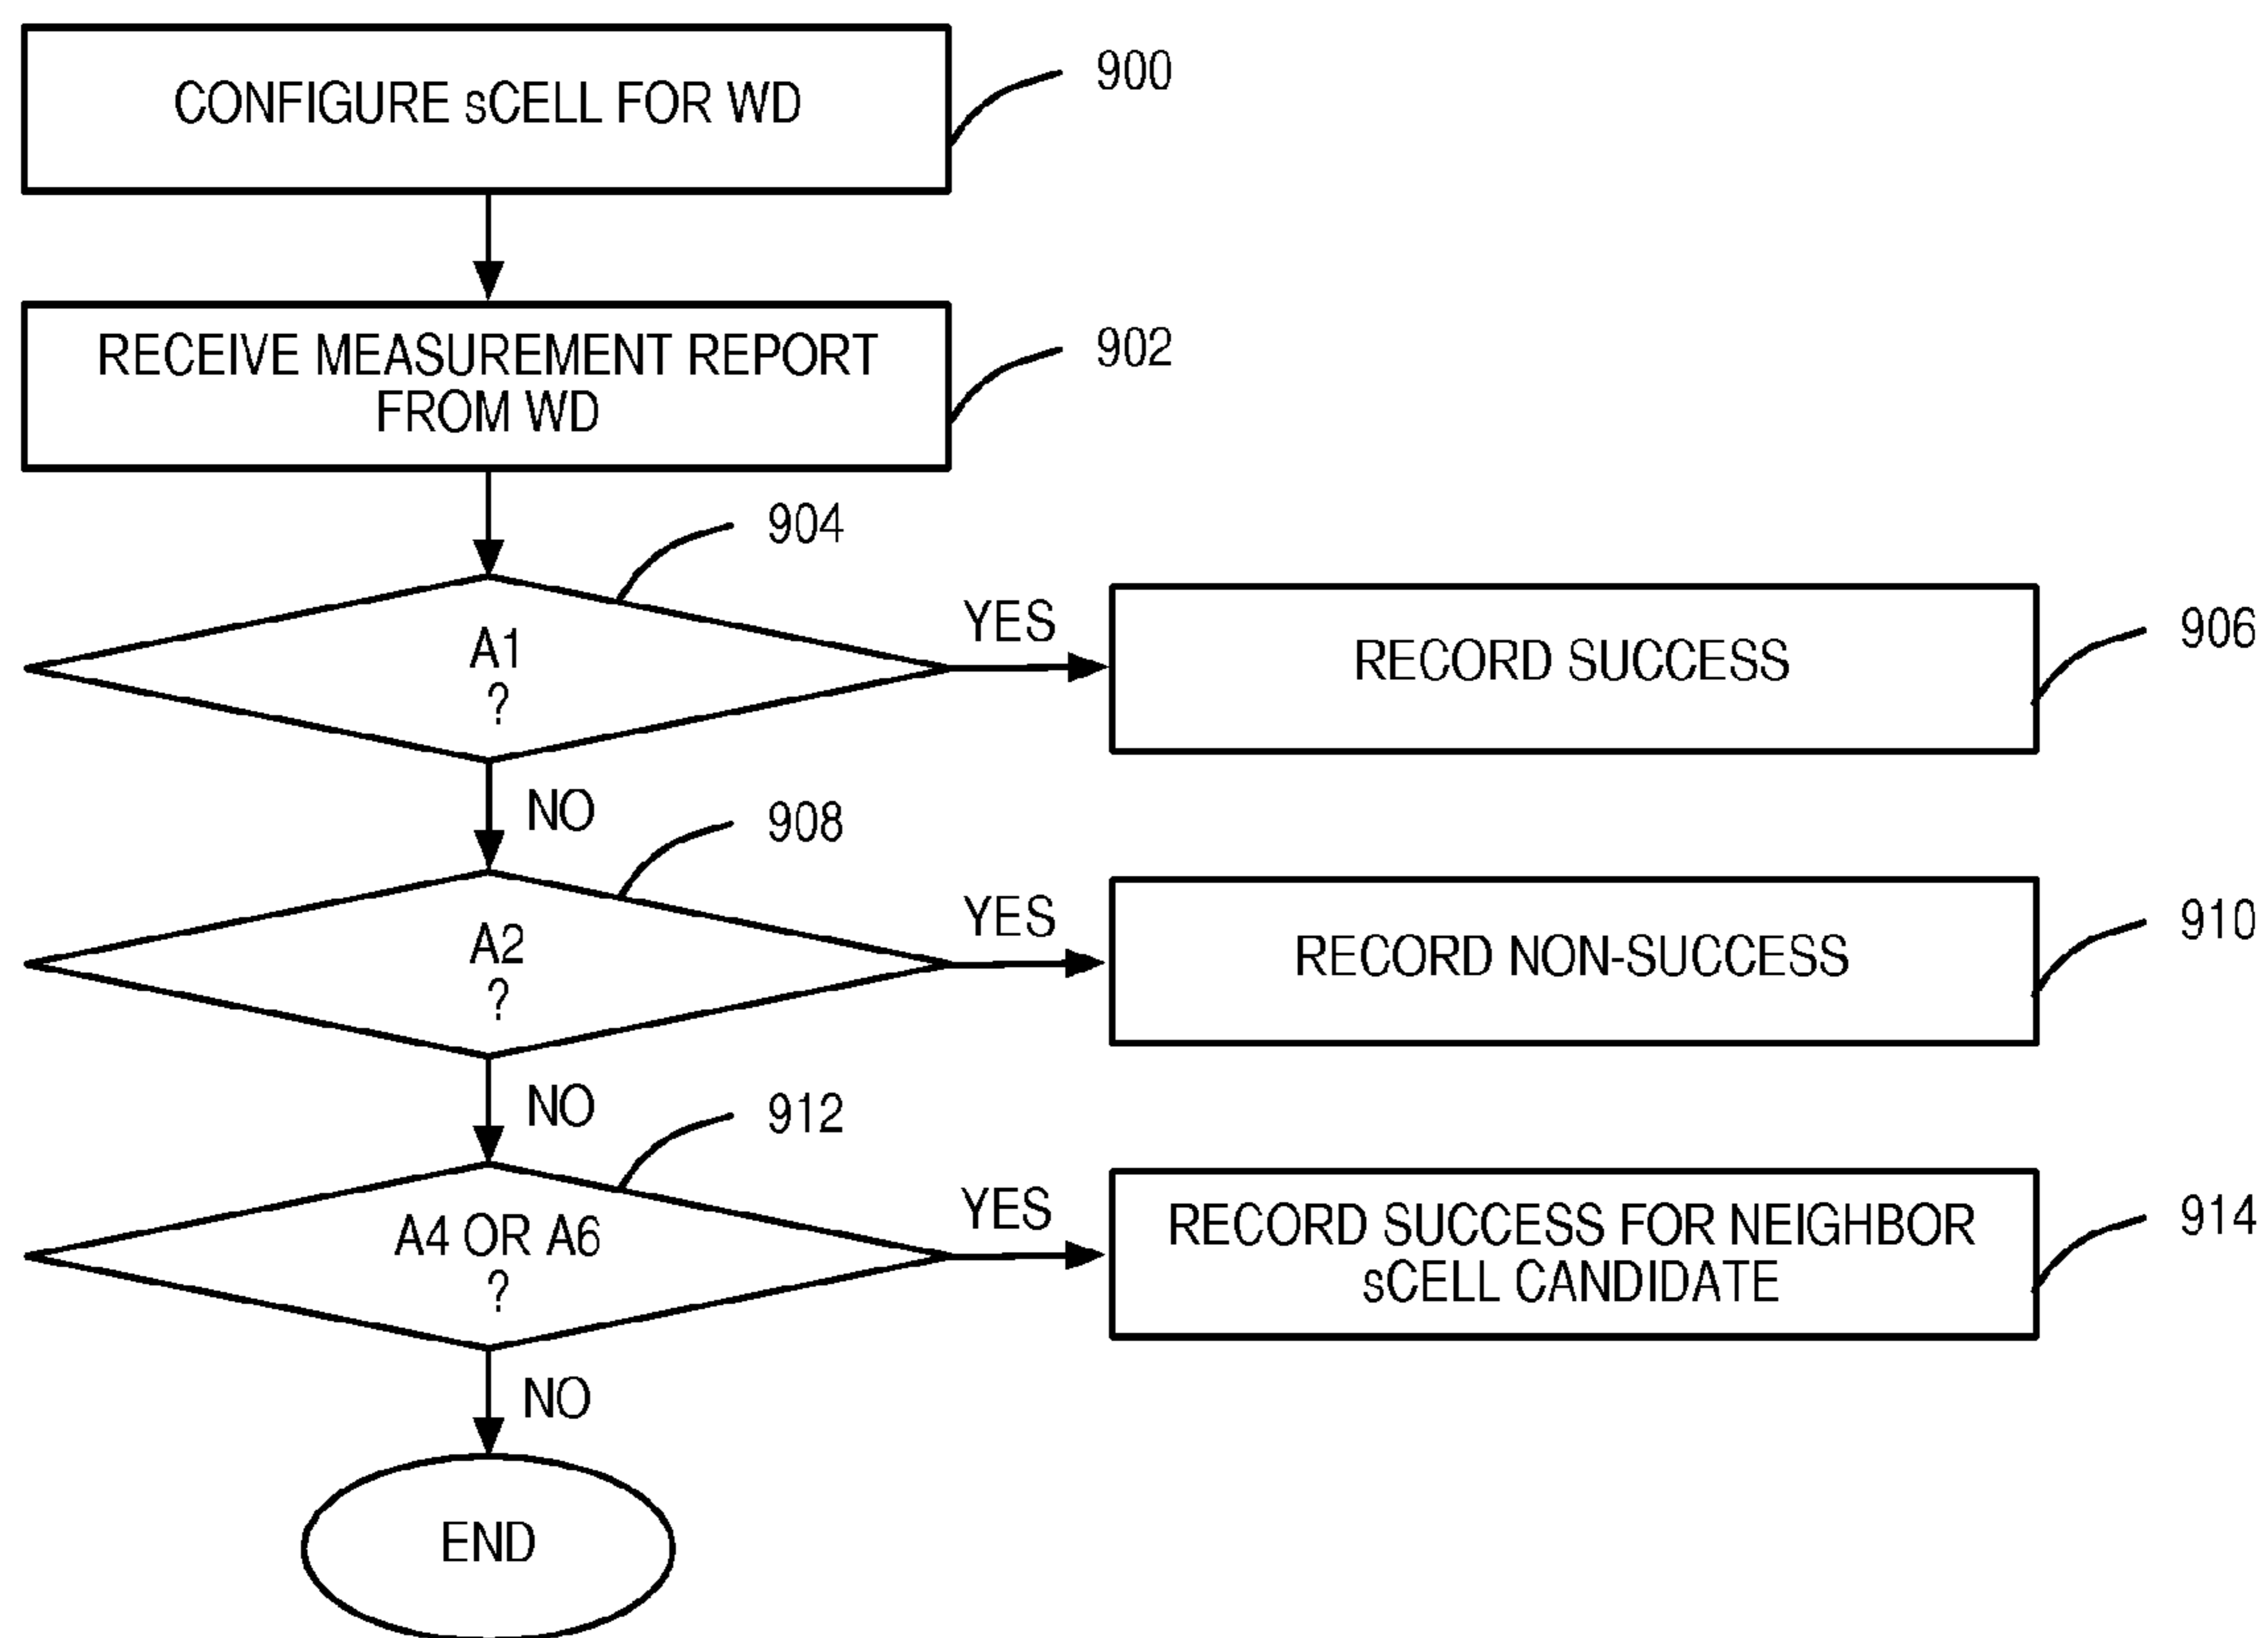 CONFIGURE sCELL FOR WD
900
RECEIVE MEASUREMENT REPORT
FROM WD
902
904
A1
?
YES
RECORD SUCCESS
906
NO
908
A2
?
YES
RECORD NON-SUCCESS
910
NO
912
A4 OR A6
?
YES
RECORD SUCCESS FOR NEIGHBOR
sCELL CANDIDATE
914
NO
END